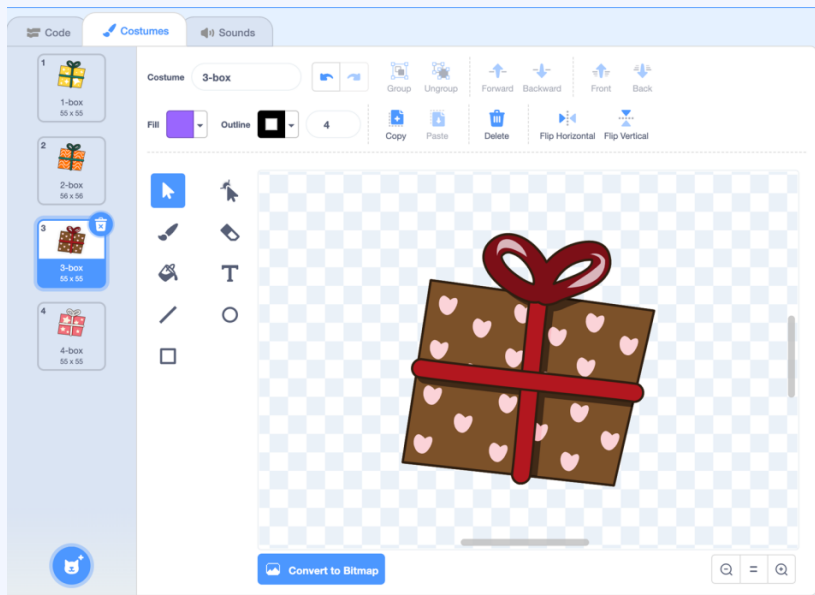 Code
Costumes
Sounds
1
1-box
55 x 55
2
2-box
56 x 56
3
3-box
55 x 55
4
4-box
55 x 55
Costume 3-box
Group Ungroup Forward Backward Front Back
Fill Outline 4
Copy Paste Delete Flip Horizontal Flip Vertical
T
Convert to Bitmap